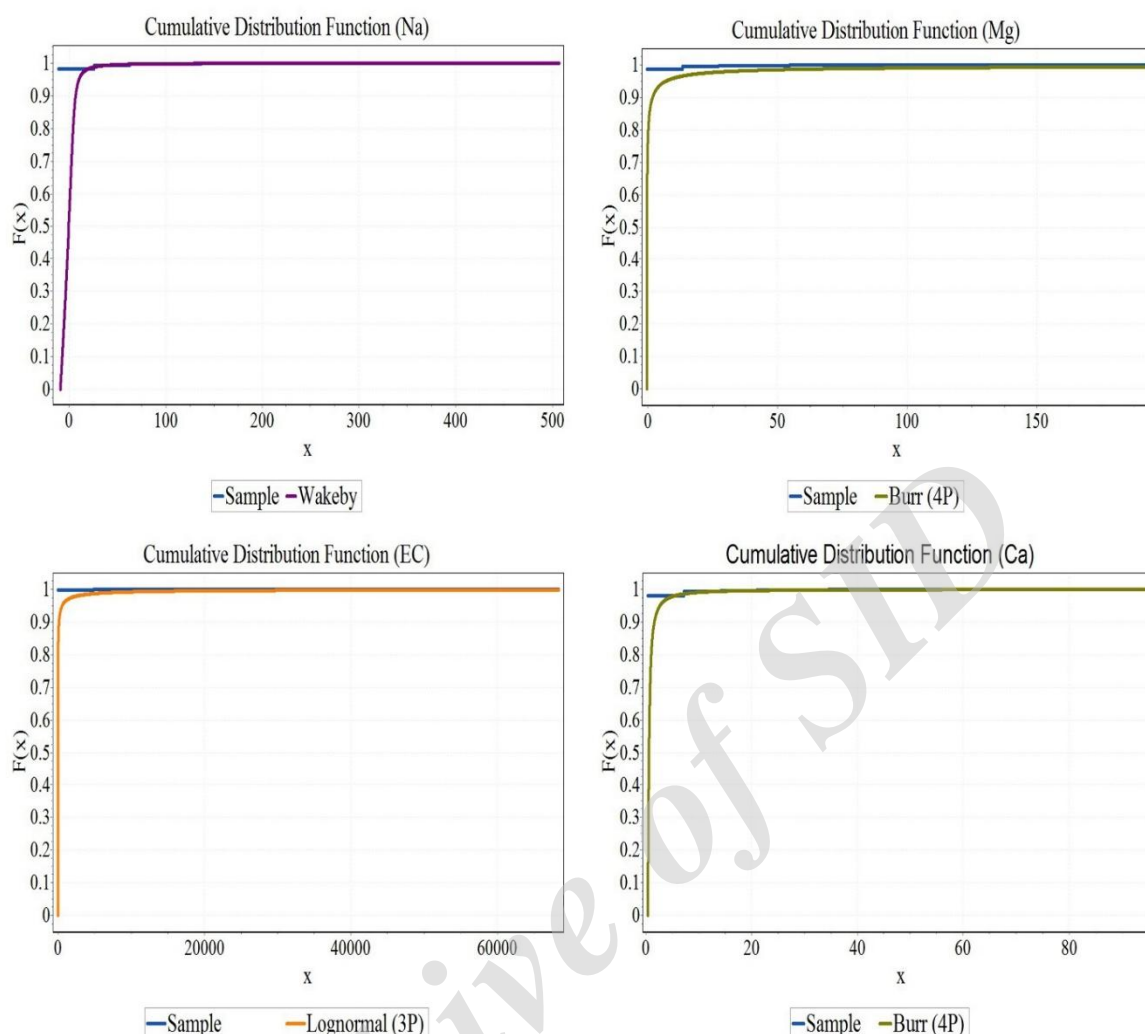 Cumulative Distribution Function (Na)
1
0.9
0.8
0.7
0.6
0.5
0.4
0.3
0.2
0.1
0
F(x)
0 100 200 300 400 500
x
Sample Wakeby
Cumulative Distribution Function (Mg)
1
0.9
0.8
0.7
0.6
0.5
0.4
0.3
0.2
0.1
0
F(x)
0 50 100 150
x
Sample Burr (4P)
Cumulative Distribution Function (EC)
1
0.9
0.8
0.7
0.6
0.5
0.4
0.3
0.2
0.1
0
F(x)
0 20000 40000 60000
x
Sample Lognormal (3P)
Cumulative Distribution Function (Ca)
1
0.9
0.8
0.7
0.6
0.5
0.4
0.3
0.2
0.1
0
F(x)
0 20 40 60 80
x
Sample Burr (4P)
ive of SID